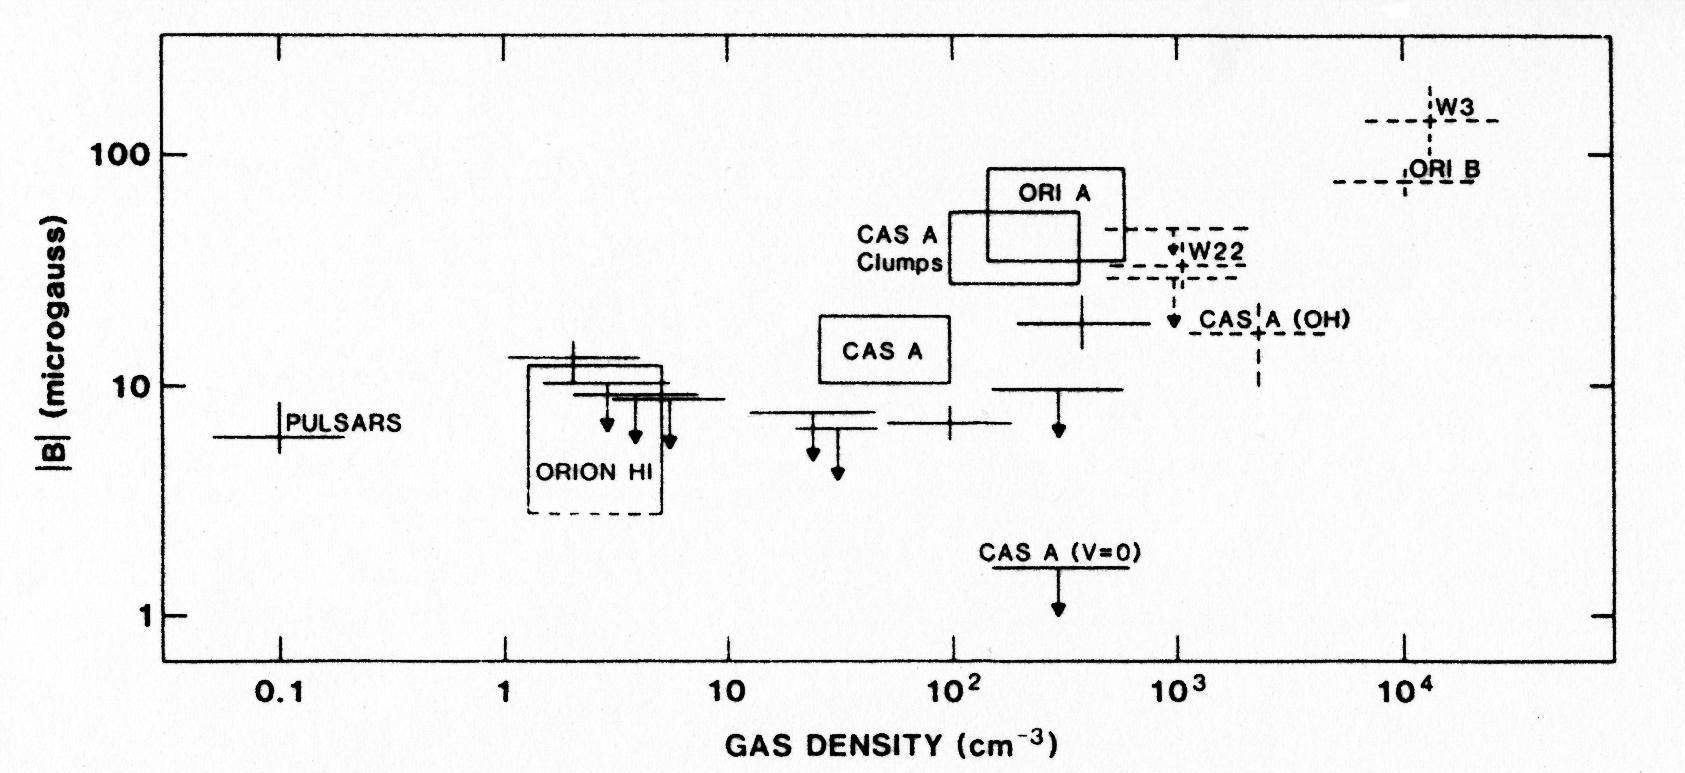 W3
100
ORI B
ORI A
CAS A
Clumps
W22
CAS A (OH)
CAS A
10
PULSARS
ORION HI
CAS A (V=0)
1
|B| (microgauss)
0.1 1 10 10² 10³ 10⁴
GAS DENSITY (cm⁻³)